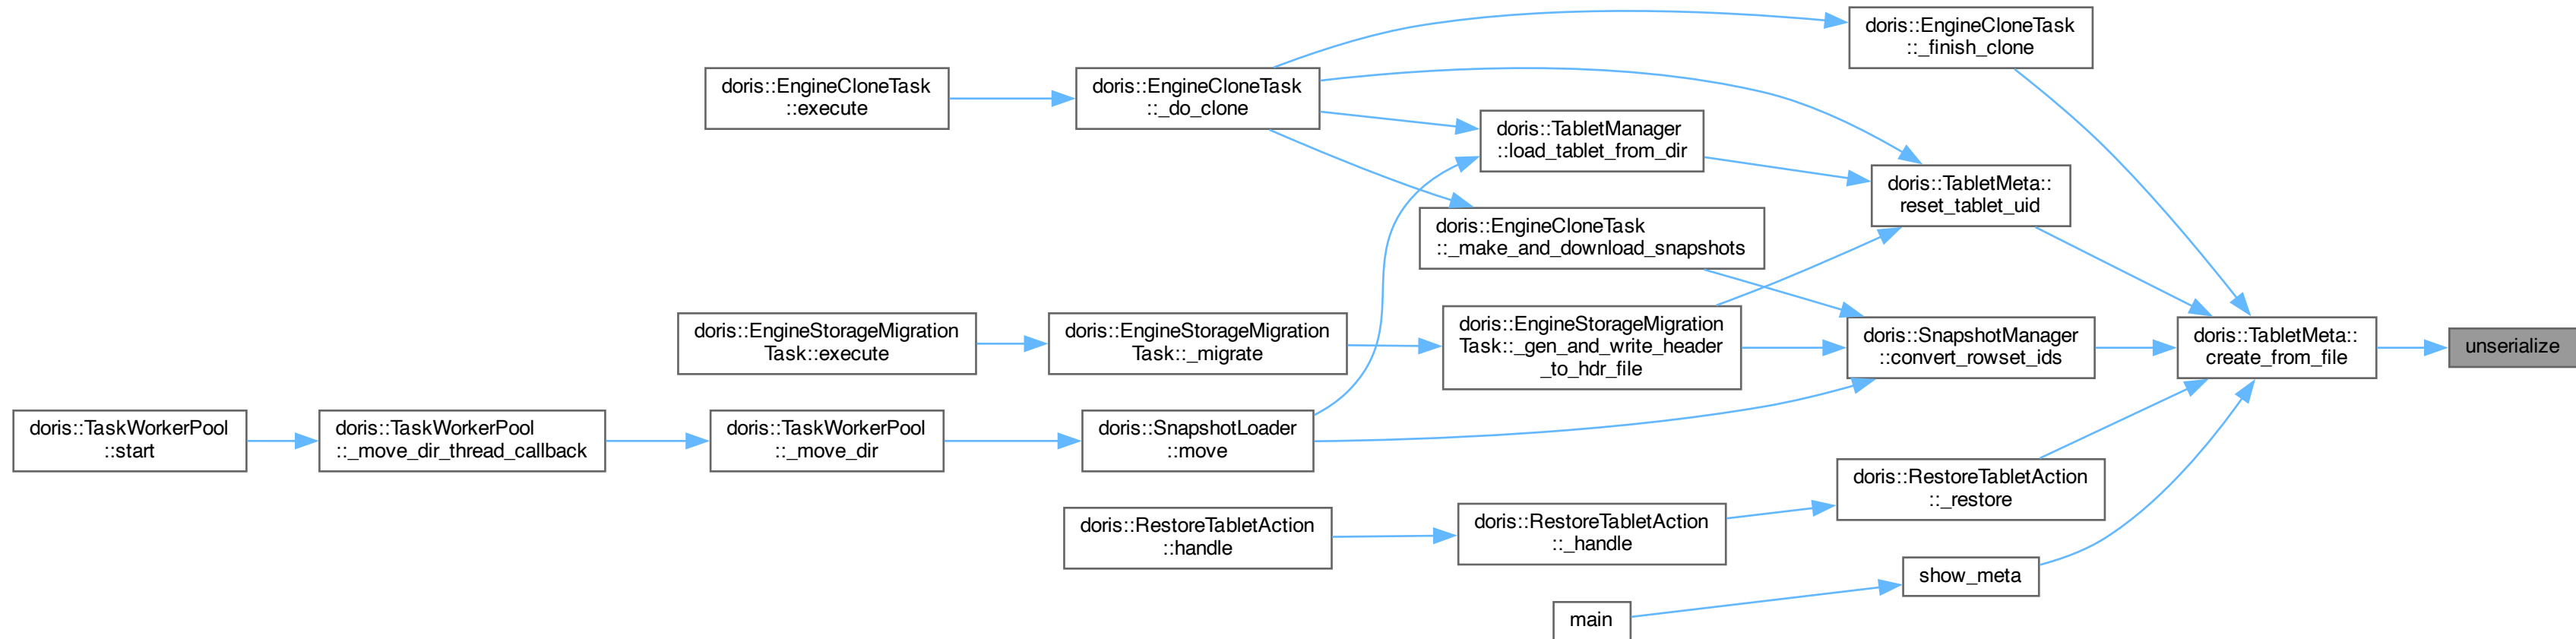 doris::EngineCloneTask
::_finish_clone
doris::EngineCloneTask
::execute
doris::EngineCloneTask
::_do_clone
doris::TabletManager
::load_tablet_from_dir
doris::TabletMeta::
reset_tablet_uid
doris::EngineCloneTask
::_make_and_download_snapshots
doris::EngineStorageMigration
Task::execute
doris::EngineStorageMigration
Task::_migrate
doris::EngineStorageMigration
Task::_gen_and_write_header
_to_hdr_file
doris::SnapshotManager
::convert_rowset_ids
doris::TabletMeta::
create_from_file
unserialize
doris::TaskWorkerPool
::start
doris::TaskWorkerPool
::_move_dir_thread_callback
doris::TaskWorkerPool
::_move_dir
doris::SnapshotLoader
::move
doris::RestoreTabletAction
::_restore
doris::RestoreTabletAction
::handle
doris::RestoreTabletAction
::_handle
show_meta
main